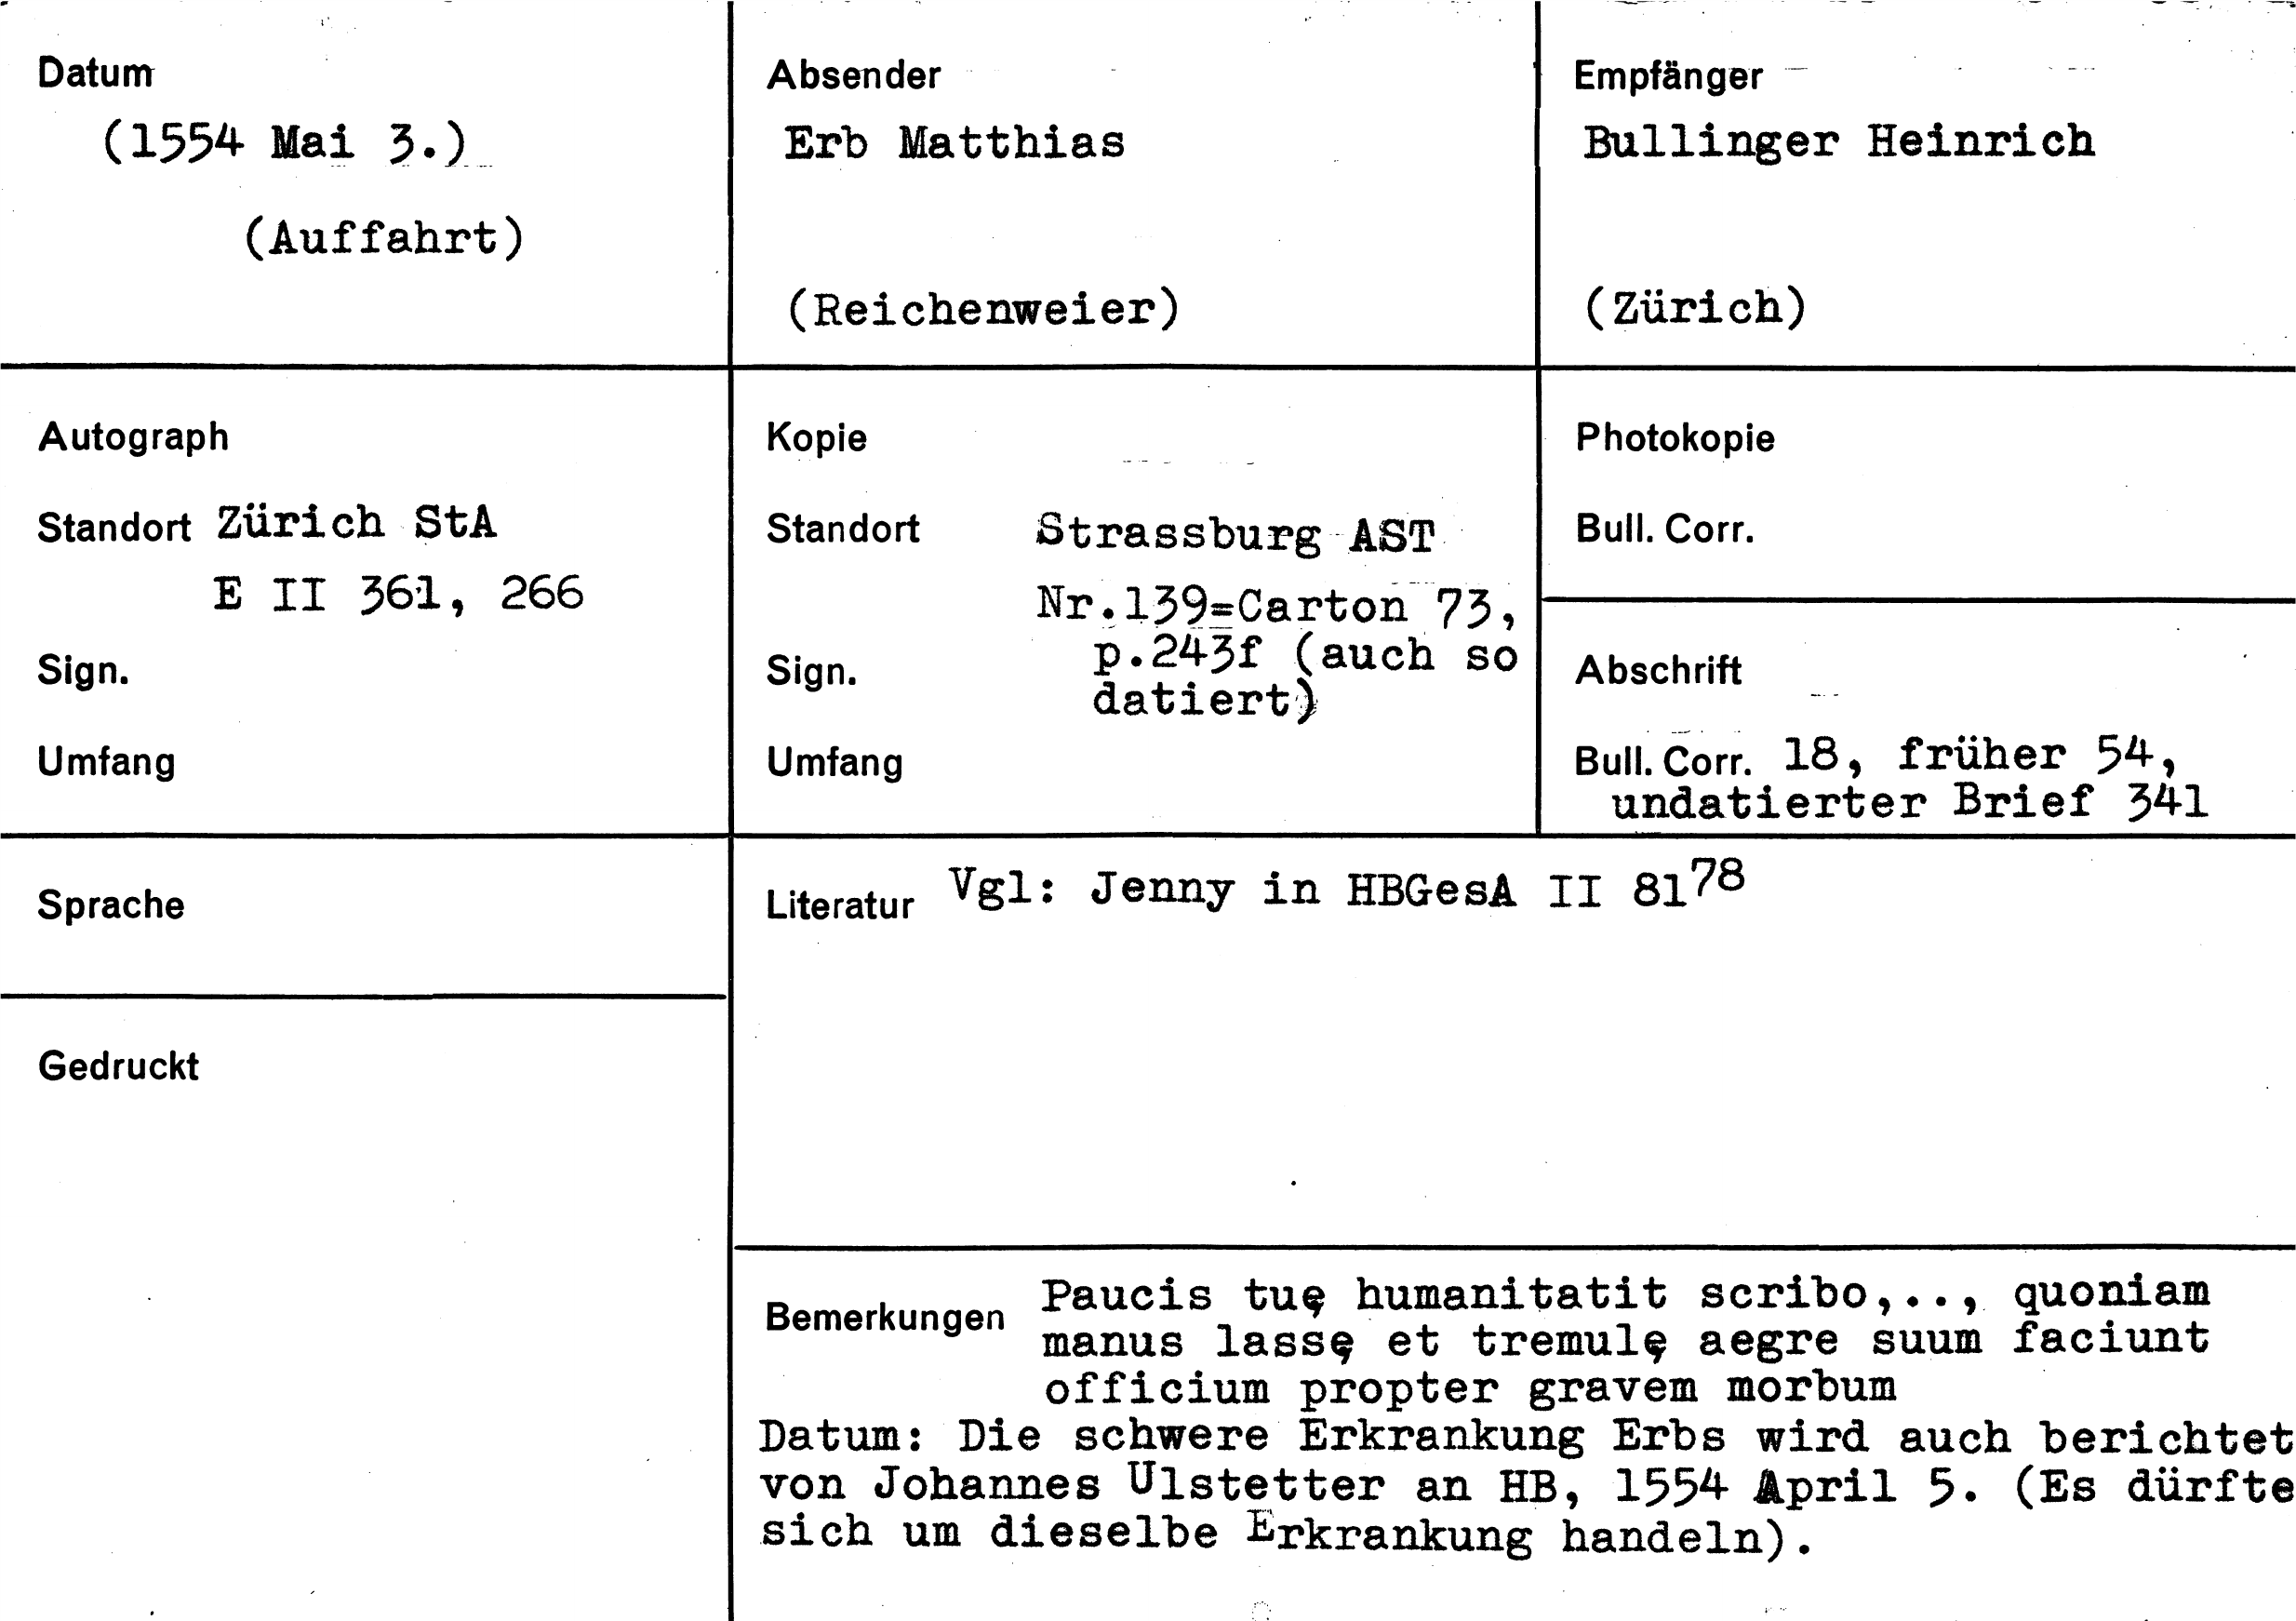 Datum
(1554 Mai 3.)
(Auffahrt)
Absender
Erb Matthias
(Reichenweier)
Empfänger
Bullinger Heinrich
(Zürich)
Autograph
Standort Zürich StA
E II 361, 266
Sign.
Umfang
Kopie
Standort Strassburg AST
Nr.139=Carton 73,
p.243f (auch so
Sign.
datiert)
Umfang
Photokopie
Bull. Corr.
Abschrift
Bull. Corr. 18, früher 54,
undatierter Brief 341
Sprache
Gedruckt
Literatur Vgl: Jenny in HBGesA II 81⁷⁸
Bemerkungen Paucis tuę humanitatit scribo,.., quoniam
manus lassę et tremulę aegre suum faciunt
officium propter gravem morbum
Datum: Die schwere Erkrankung Erbs wird auch berichtet
von Johannes Ulstetter an HB, 1554 April 5. (Es dürfte
sich um dieselbe Erkrankung handeln).